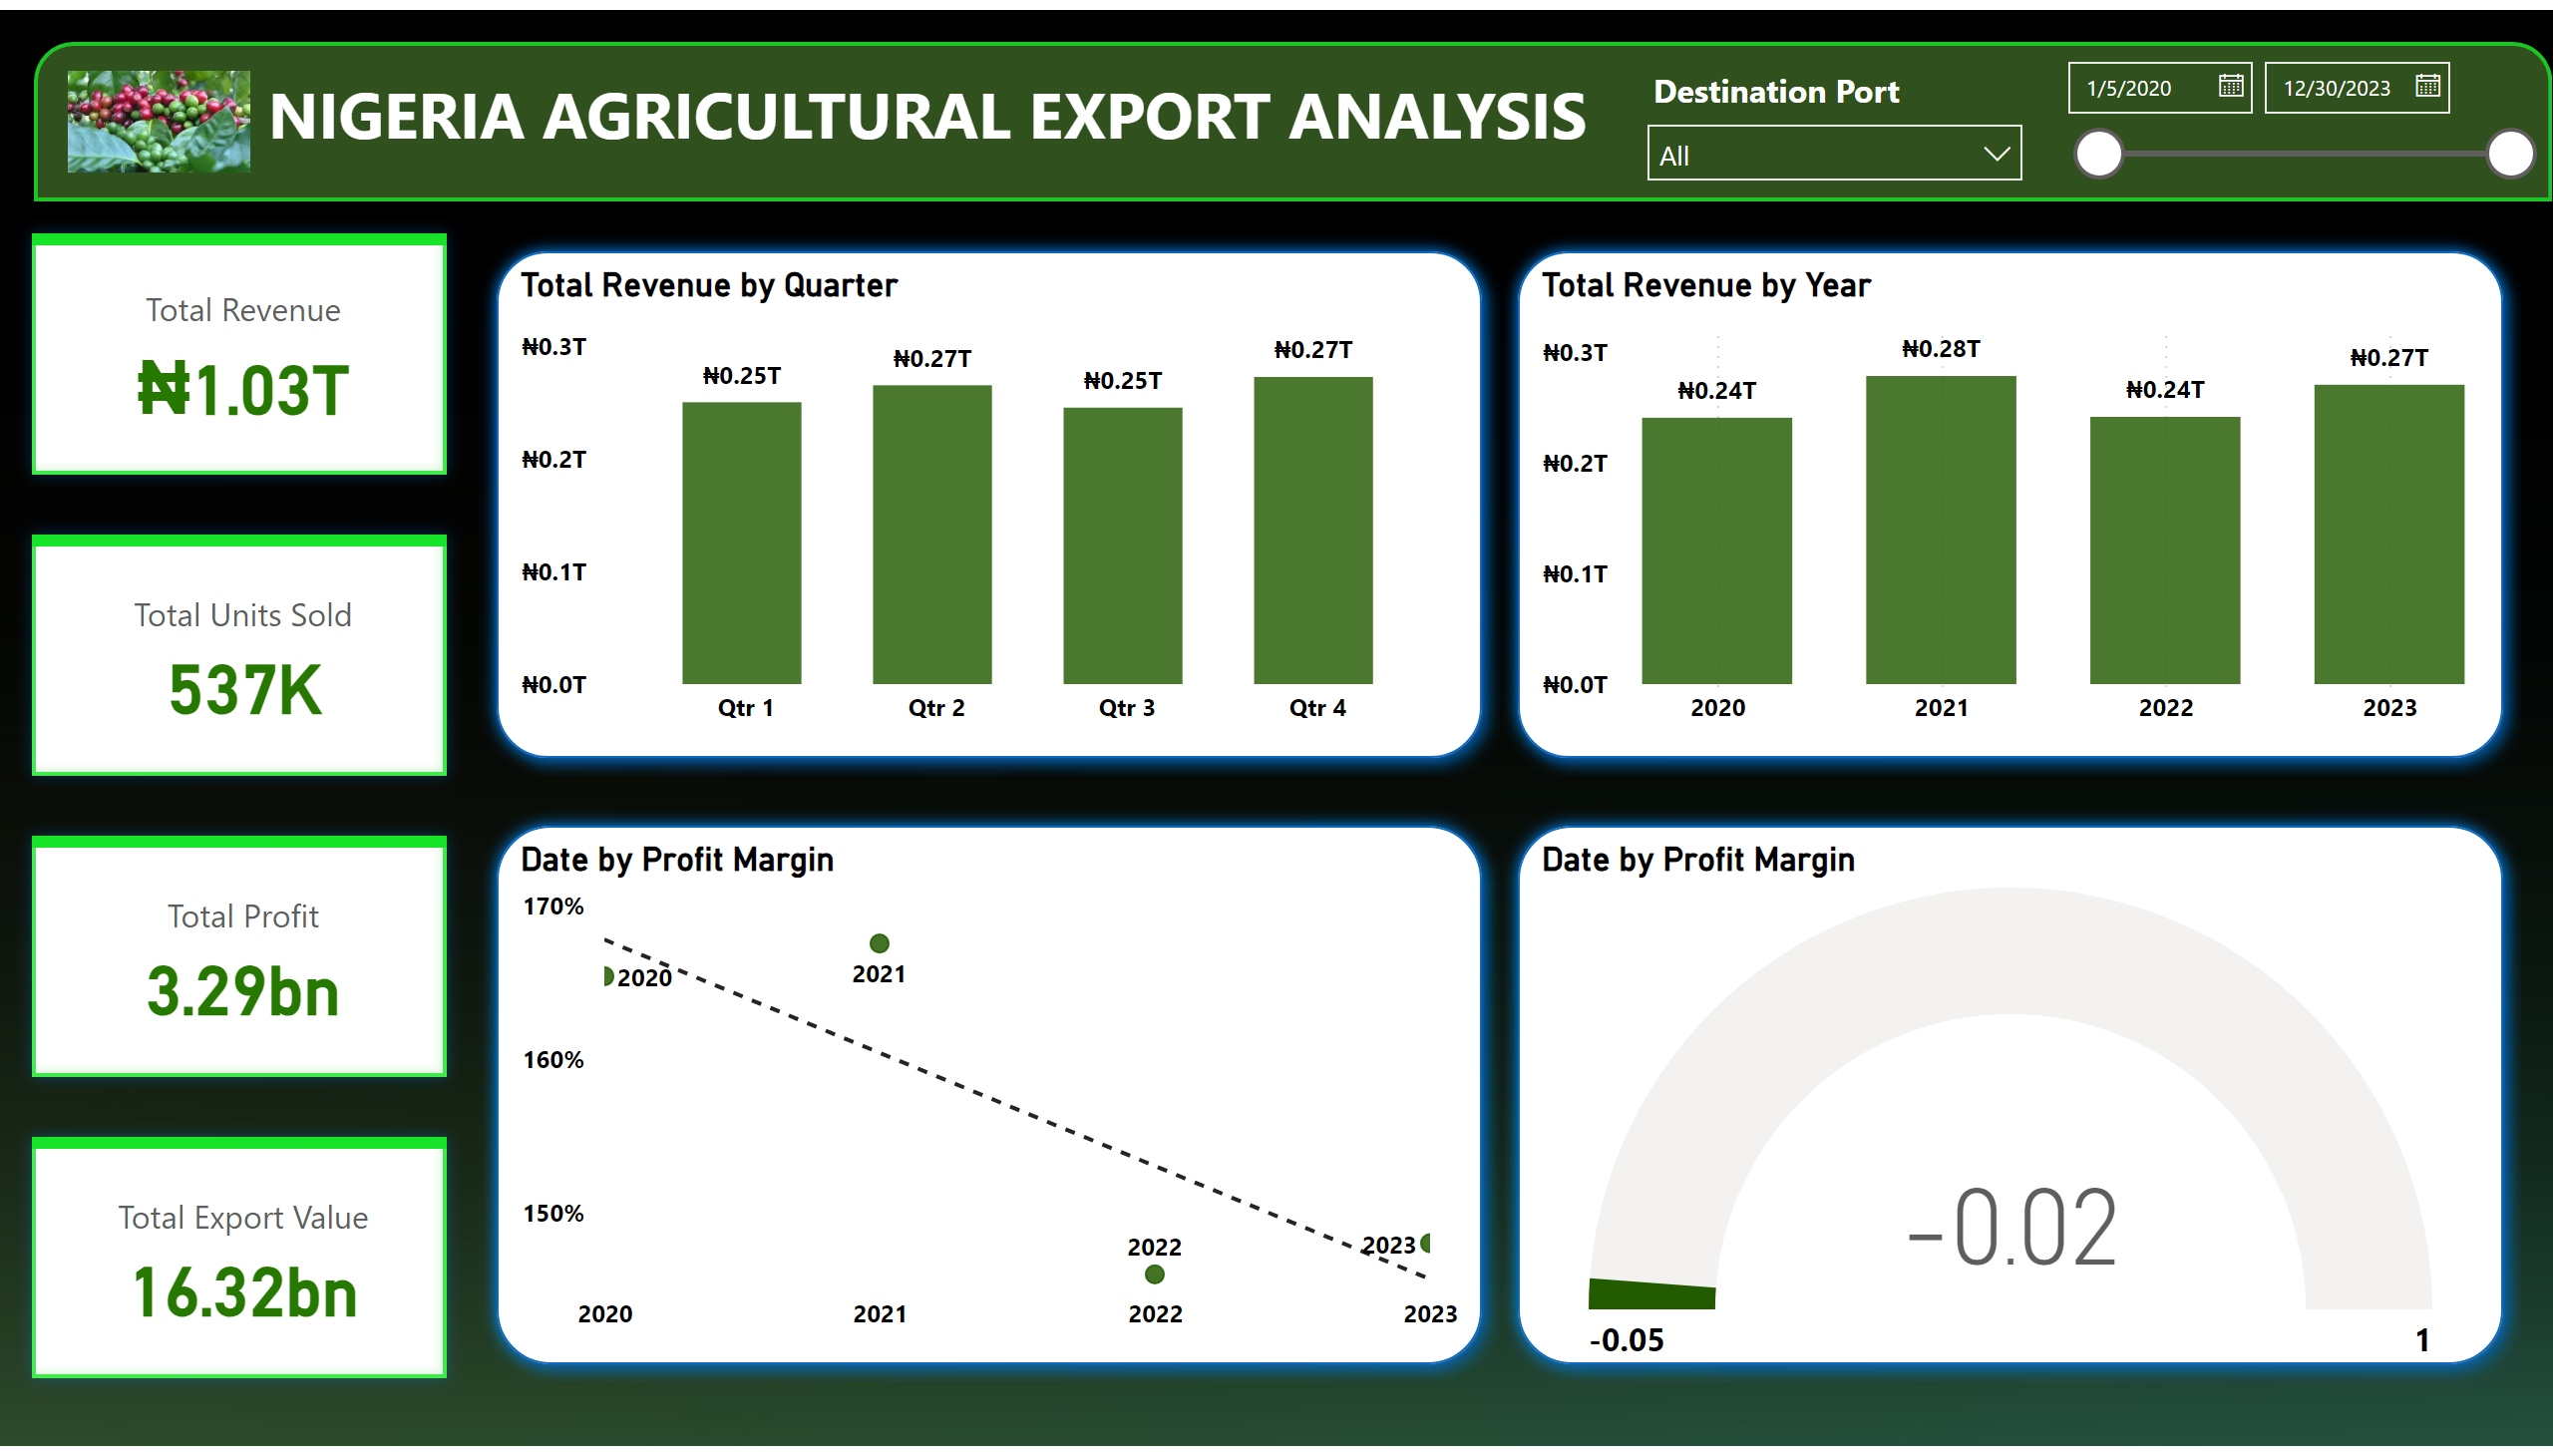 NIGERIA AGRICULTURAL EXPORT ANALYSIS
Destination Port
All
1/5/2020
12/30/2023
Total Revenue
₦1.03T
Total Units Sold
537K
Total Profit
3.29bn
Total Export Value
16.32bn
Total Revenue by Quarter
₦0.3T
₦0.2T
₦0.1T
₦0.0T
₦0.25T
₦0.27T
₦0.25T
₦0.27T
Qtr 1
Qtr 2
Qtr 3
Qtr 4
Total Revenue by Year
₦0.3T
₦0.2T
₦0.1T
₦0.0T
₦0.24T
₦0.28T
₦0.24T
₦0.27T
2020
2021
2022
2023
Date by Profit Margin
170%
160%
150%
2020
2021
2022
2023
2020
2021
2022
2023
Date by Profit Margin
-0.02
-0.05
1